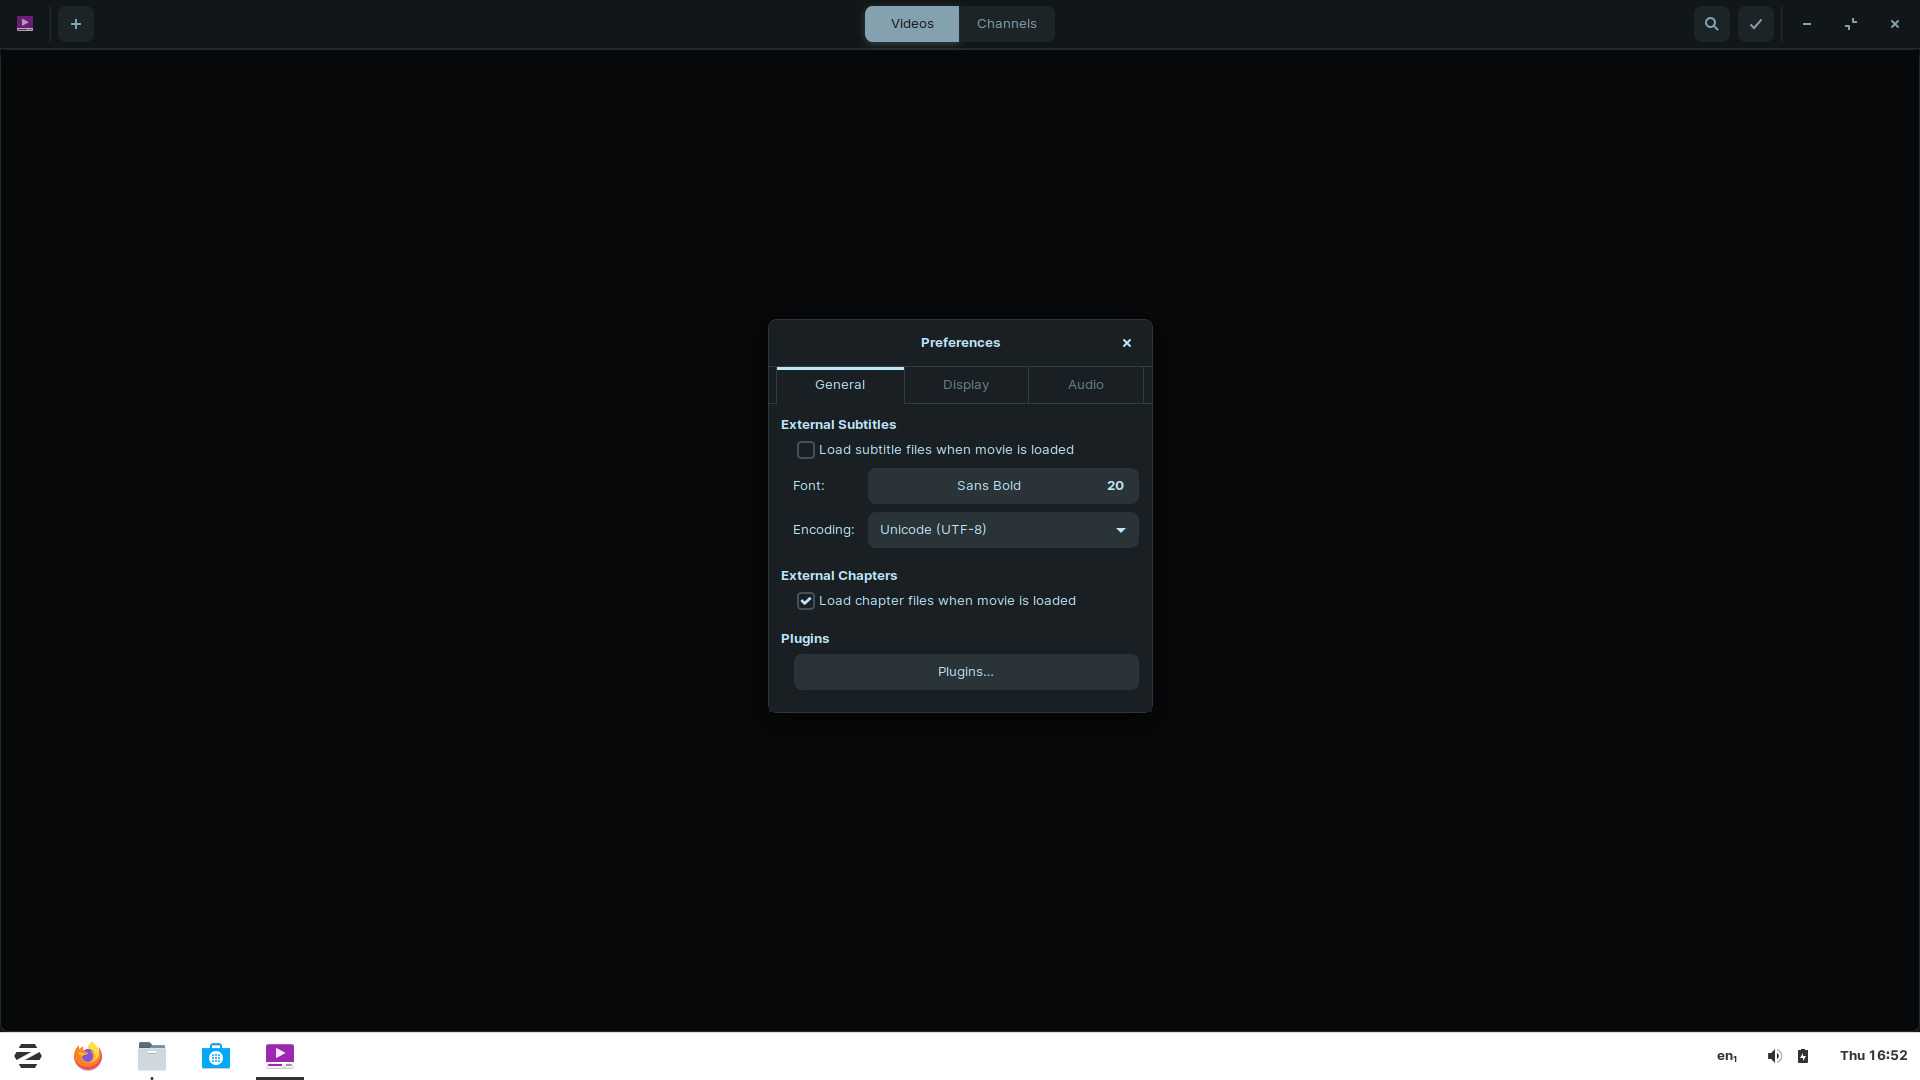 Videos
Channels
Preferences
General
Display
Audio
External Subtitles
Load subtitle files when movie is loaded
Font:
Sans Bold
20
Encoding:
Unicode (UTF-8)
External Chapters
Load chapter files when movie is loaded
Plugins
Plugins...
en₁
Thu 16:52